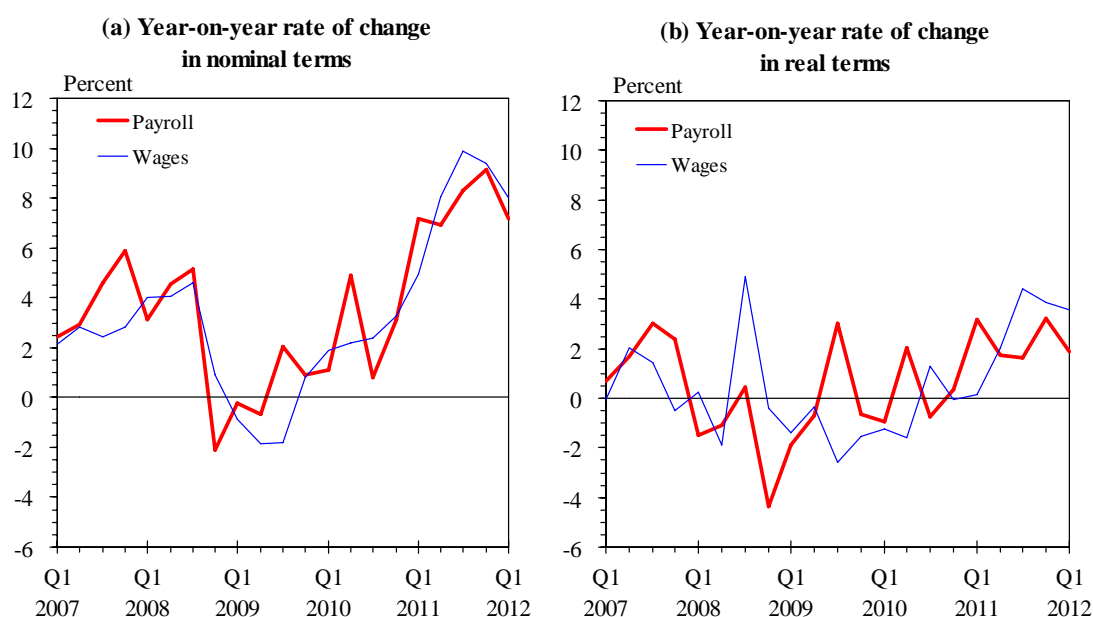 (a) Year-on-year rate of change
in nominal terms
Percent
12
10
8
6
4
2
0
-2
-4
-6
Payroll
Wages
Q1 Q1 Q1 Q1 Q1 Q1
2007 2008 2009 2010 2011 2012
(b) Year-on-year rate of change
in real terms
Percent
12
10
8
6
4
2
0
-2
-4
-6
Payroll
Wages
Q1 Q1 Q1 Q1 Q1 Q1
2007 2008 2009 2010 2011 2012